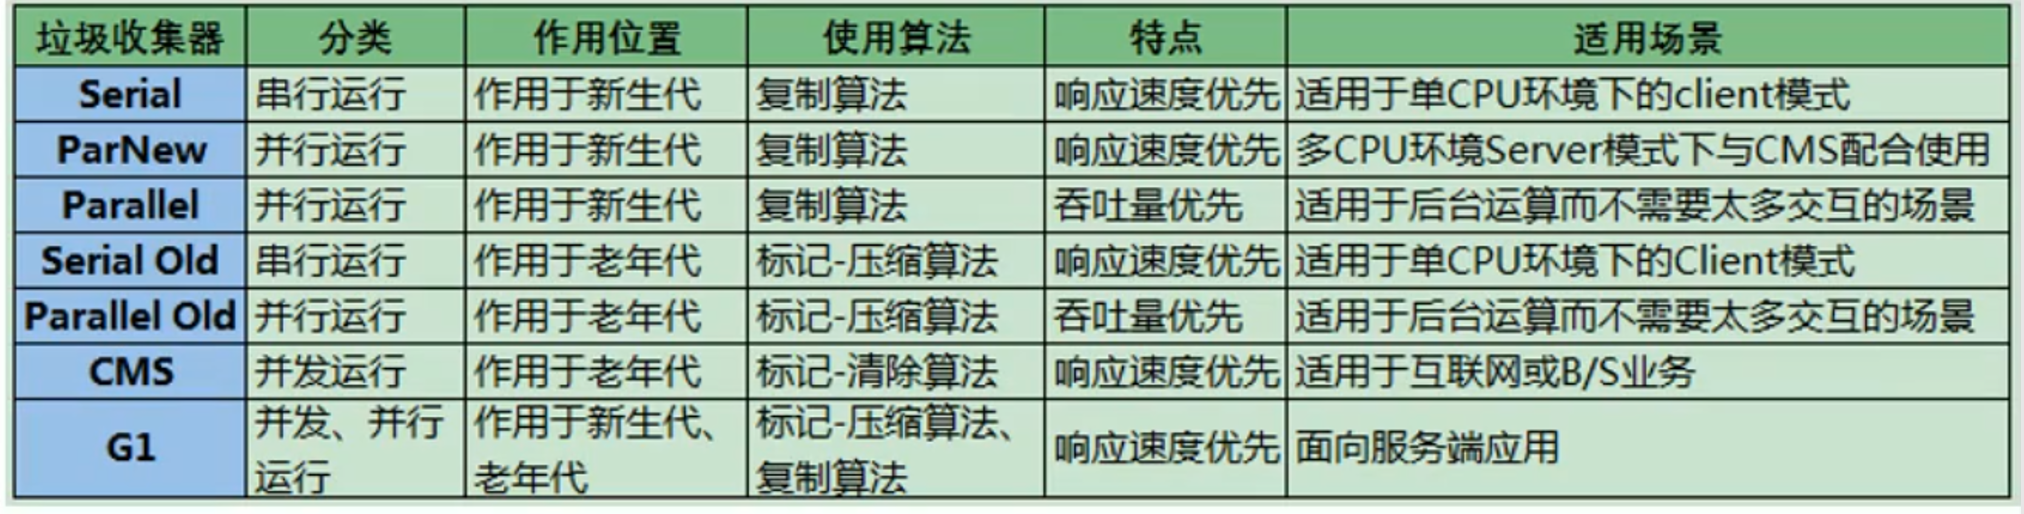 垃圾收集器 分类 作用位置 使用算法 特点 适用场景
Serial 串行运行 作用于新生代 复制算法 响应速度优先 适用于单CPU环境下的client模式
ParNew 并行运行 作用于新生代 复制算法 响应速度优先 多CPU环境Server模式下与CMS配合使用
Parallel 并行运行 作用于新生代 复制算法 吞吐量优先 适用于后台运算而不需要太多交互的场景
Serial Old 串行运行 作用于老年代 标记-压缩算法 响应速度优先 适用于单CPU环境下的Client模式
Parallel Old 并行运行 作用于老年代 标记-压缩算法 吞吐量优先 适用于后台运算而不需要太多交互的场景
CMS 并发运行 作用于老年代 标记-清除算法 响应速度优先 适用于互联网或B/S业务
G1 并发、并行 作用于新生代、 标记-压缩算法、 响应速度优先 面向服务端应用
运行 老年代 复制算法